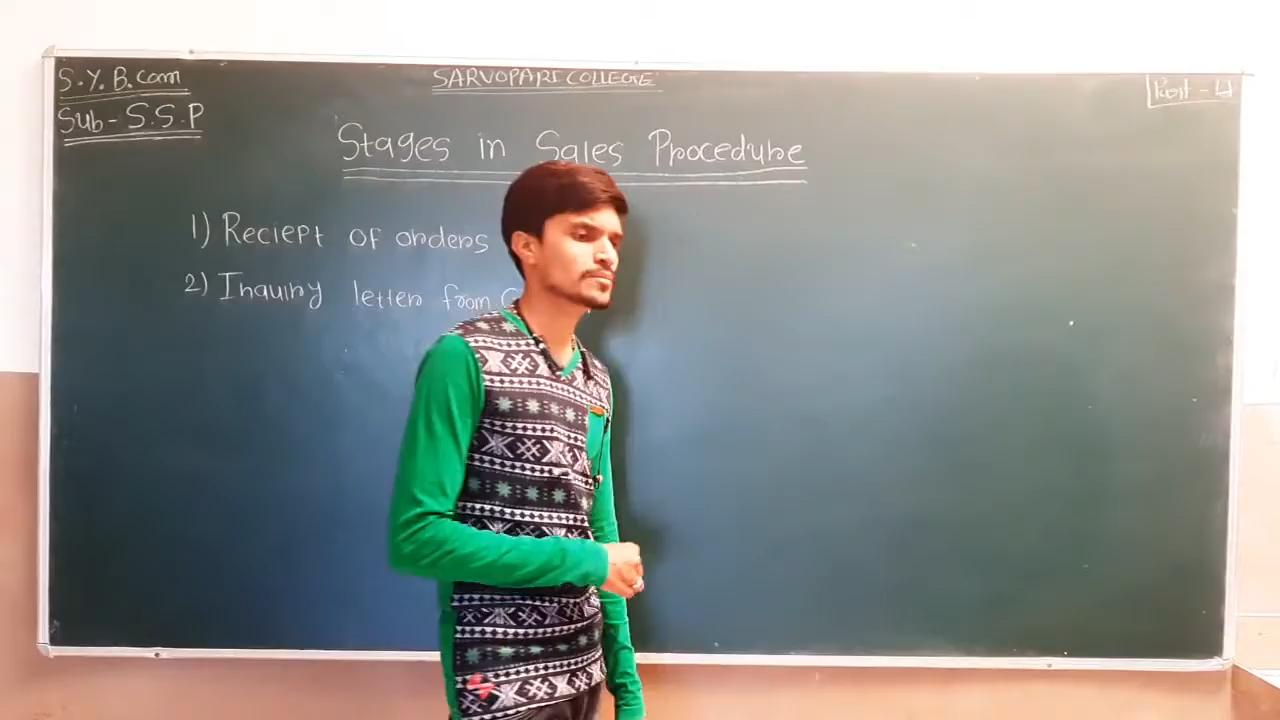 S.Y.B.Com
SARVOPARI COLLEGE
Part - 4
Sub - S.S.P
Stages in Sales Procedure
1) Reciept of orders
2) Inquiry letter from